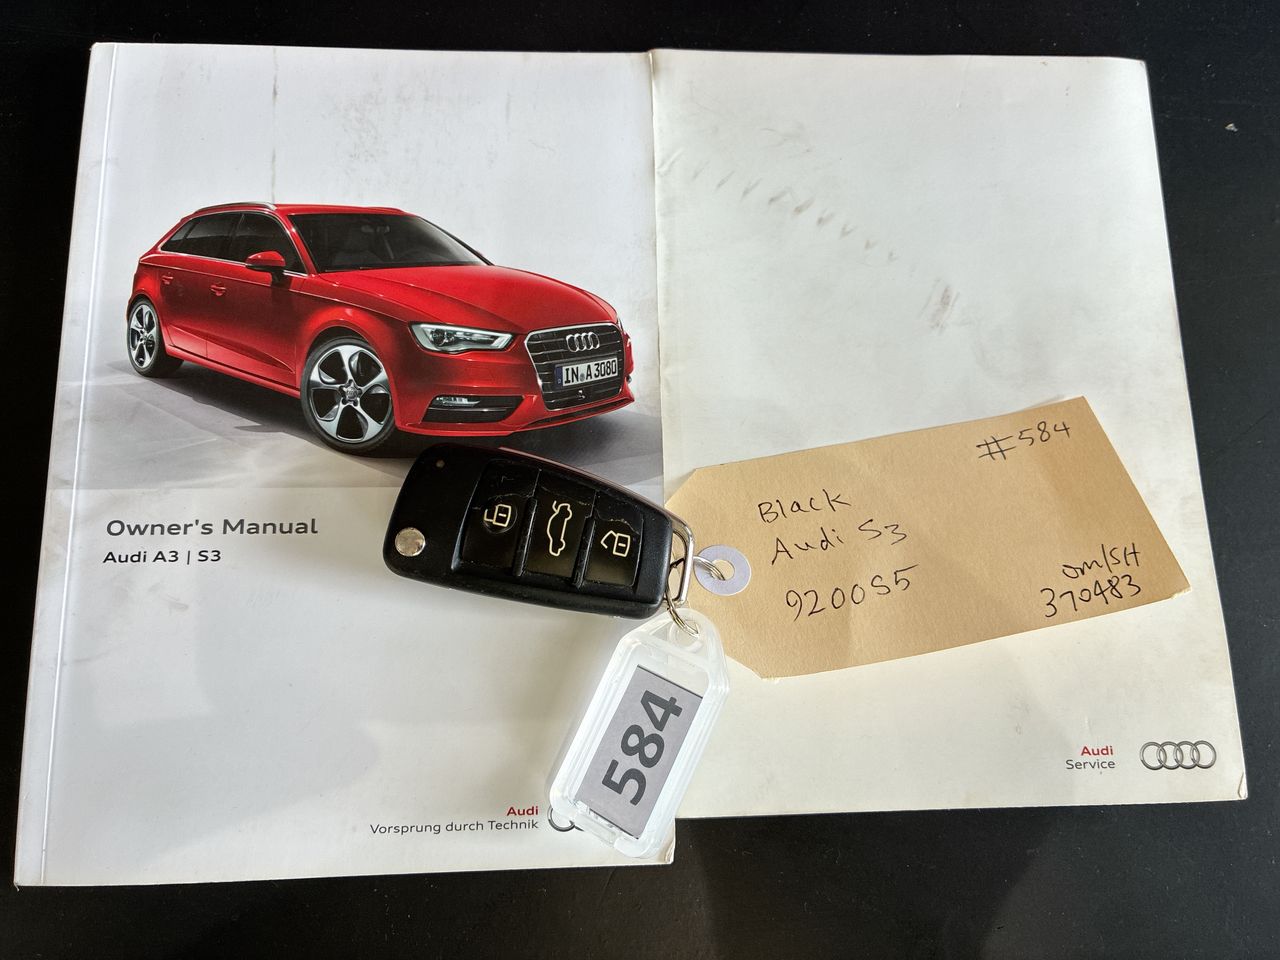 IN A 3080
Owner's Manual
Audi A3 | S3
Audi
Vorsprung durch Technik
#584
Black
Audi S3
9200S5
om/SH
370483
584
Audi
Service